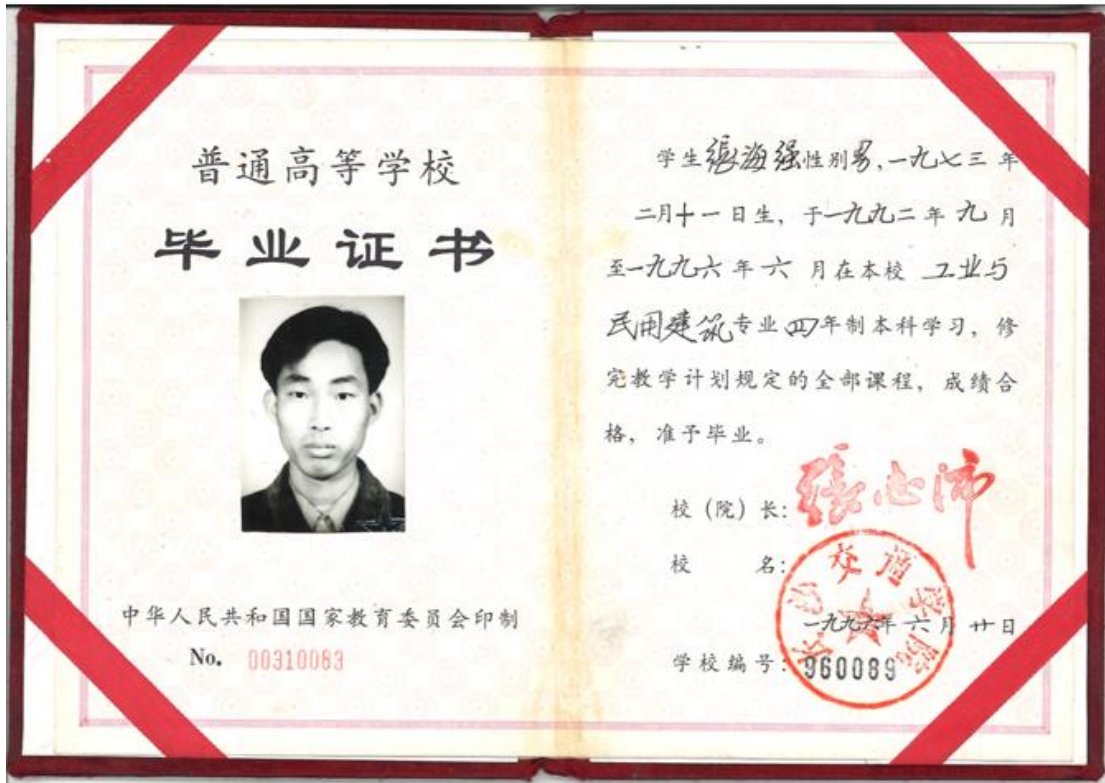 普通高等学校
毕业证书
中华人民共和国国家教育委员会印制
No. 00310083
学生張海强性别男,一九七三年
二月十一日生,于一九九二年九月
至一九九六年六月在本校 工业与
民用建筑专业四年制本科学习,修
完教学计划规定的全部课程,成绩合
格,准予毕业。
校(院)长:
校 名:
长沙交通学院
一九九六年六月廿日
学校编号:960089